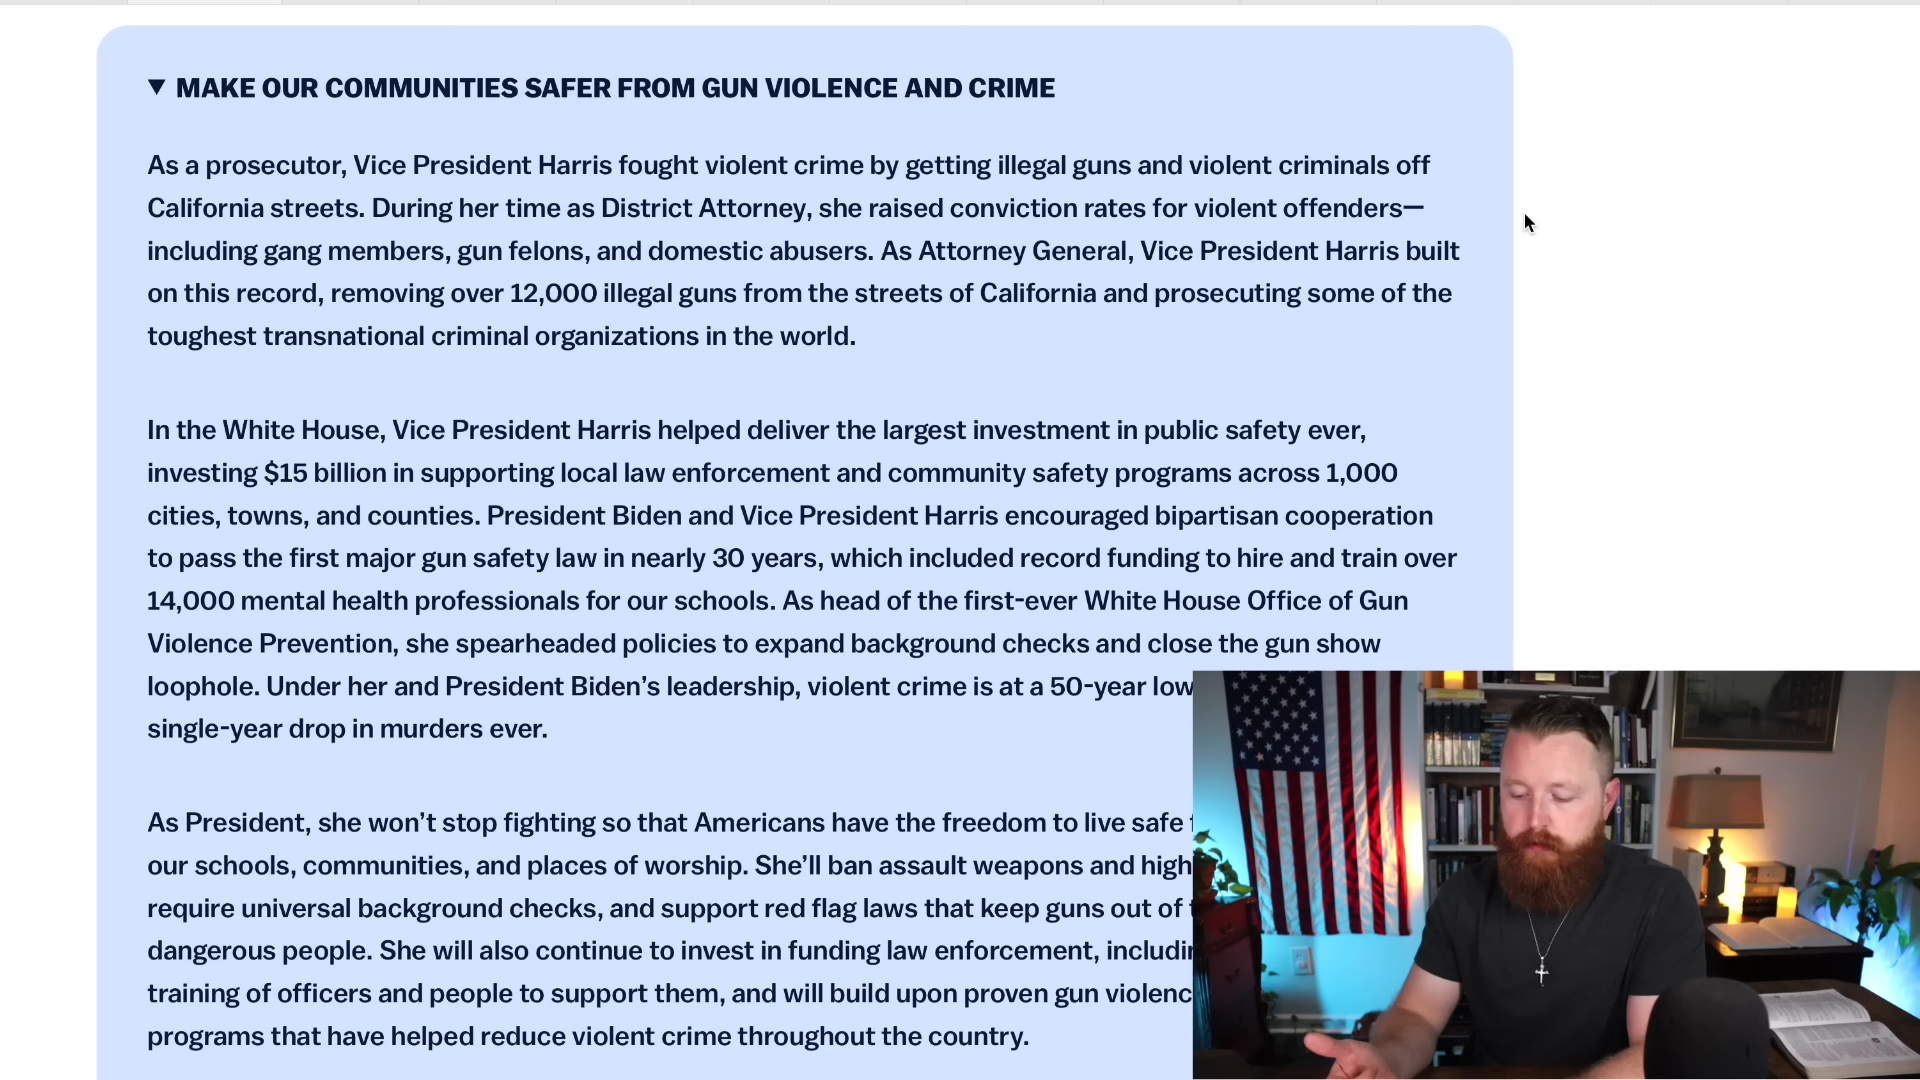 ▼ MAKE OUR COMMUNITIES SAFER FROM GUN VIOLENCE AND CRIME
As a prosecutor, Vice President Harris fought violent crime by getting illegal guns and violent criminals off
California streets. During her time as District Attorney, she raised conviction rates for violent offenders—
including gang members, gun felons, and domestic abusers. As Attorney General, Vice President Harris built
on this record, removing over 12,000 illegal guns from the streets of California and prosecuting some of the
toughest transnational criminal organizations in the world.
In the White House, Vice President Harris helped deliver the largest investment in public safety ever,
investing $15 billion in supporting local law enforcement and community safety programs across 1,000
cities, towns, and counties. President Biden and Vice President Harris encouraged bipartisan cooperation
to pass the first major gun safety law in nearly 30 years, which included record funding to hire and train over
14,000 mental health professionals for our schools. As head of the first-ever White House Office of Gun
Violence Prevention, she spearheaded policies to expand background checks and close the gun show
loophole. Under her and President Biden’s leadership, violent crime is at a 50-year low
single-year drop in murders ever.
As President, she won’t stop fighting so that Americans have the freedom to live safe
our schools, communities, and places of worship. She’ll ban assault weapons and high
require universal background checks, and support red flag laws that keep guns out of
dangerous people. She will also continue to invest in funding law enforcement,
training of officers and people to support them, and will build upon proven gun
programs that have helped reduce violent crime throughout the country.